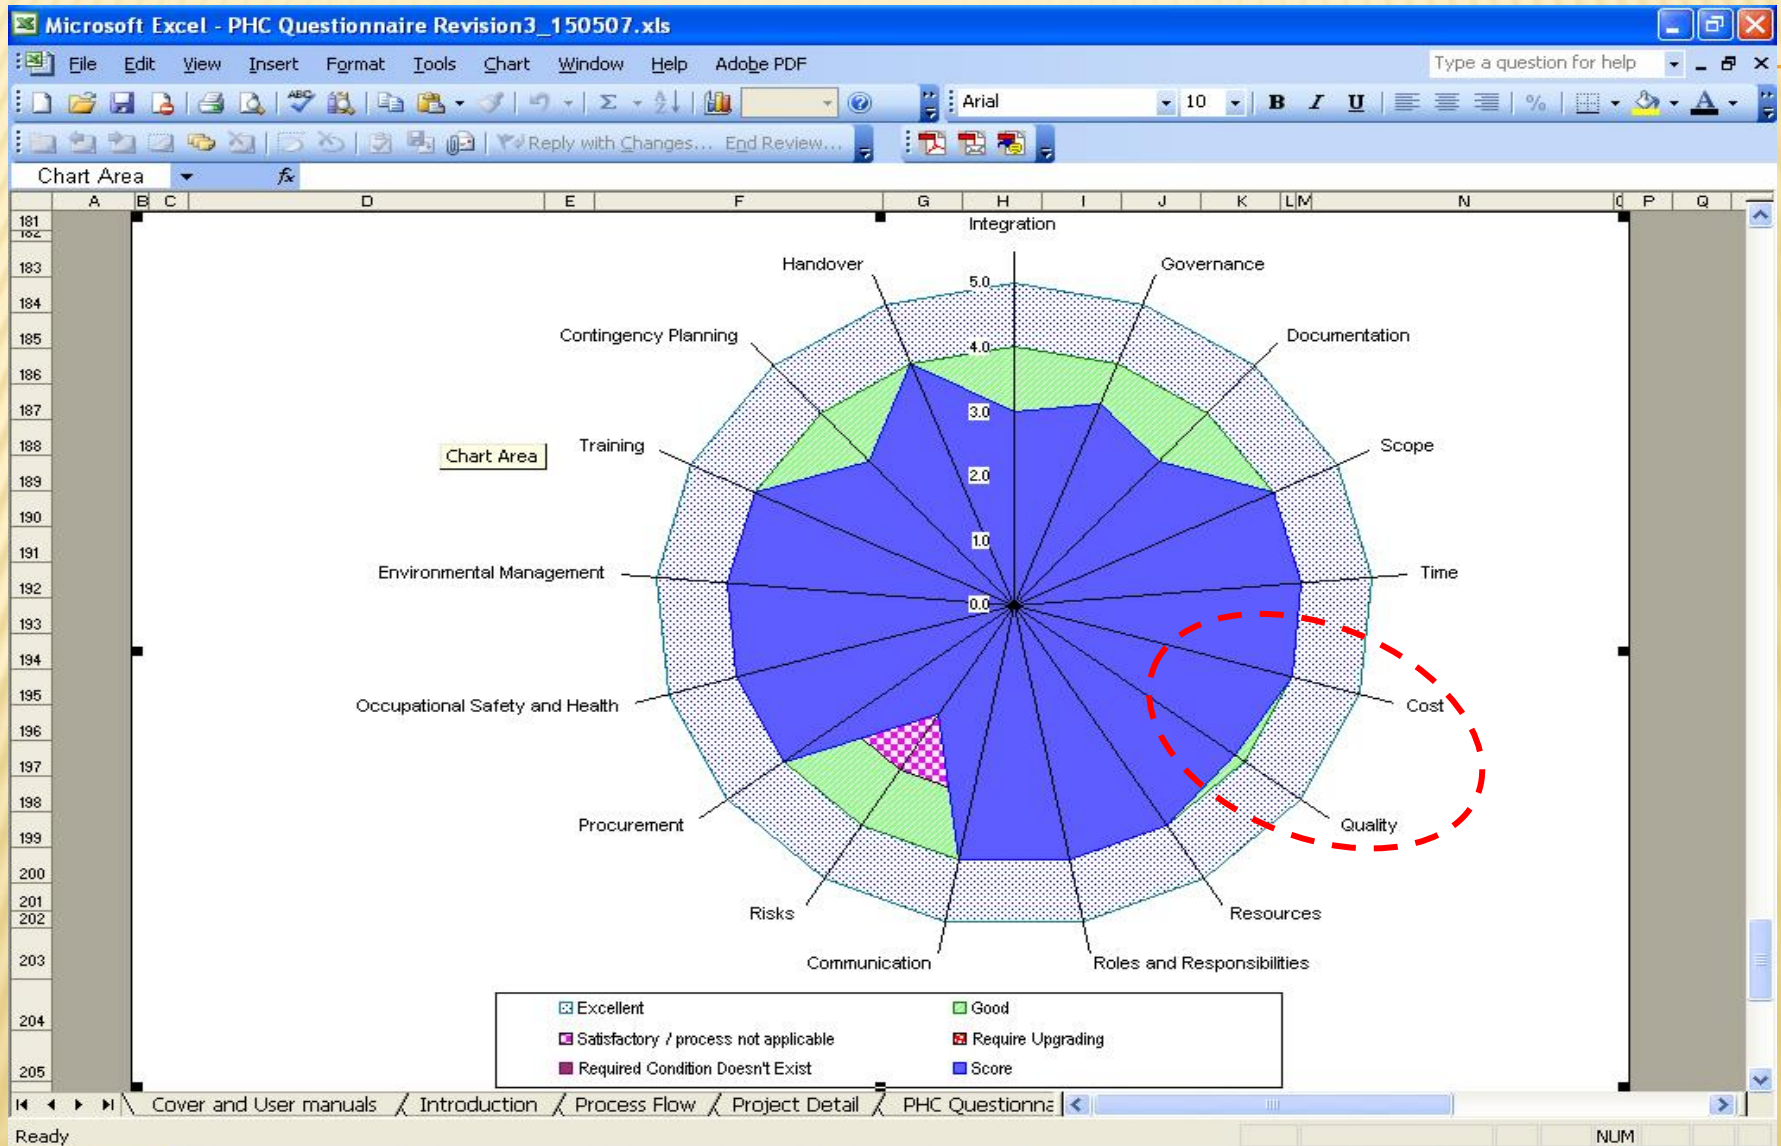 Microsoft Excel - PHC Questionnaire Revision3_150507.xls
File Edit View Insert Format Tools Chart Window Help Adobe PDF Type a question for help
Arial 10 B I U %
Reply with Changes... End Review...
Chart Area fx
A B C D E F G H I J K L M N O P Q
181
182
183
184
185
186
187
188
189
190
191
192
193
194
195
196
197
198
199
200
201
202
203
204
205
Integration
Handover
Governance
5.0
Contingency Planning
Documentation
4.0
3.0
Training
Scope
Chart Area
2.0
1.0
Environmental Management
Time
0.0
Occupational Safety and Health
Cost
Procurement
Quality
Risks
Resources
Communication
Roles and Responsibilities
Excellent Good
Satisfactory / process not applicable Require Upgrading
Required Condition Doesn't Exist Score
Cover and User manuals / Introduction / Process Flow / Project Detail / PHC Questionna
Ready NUM